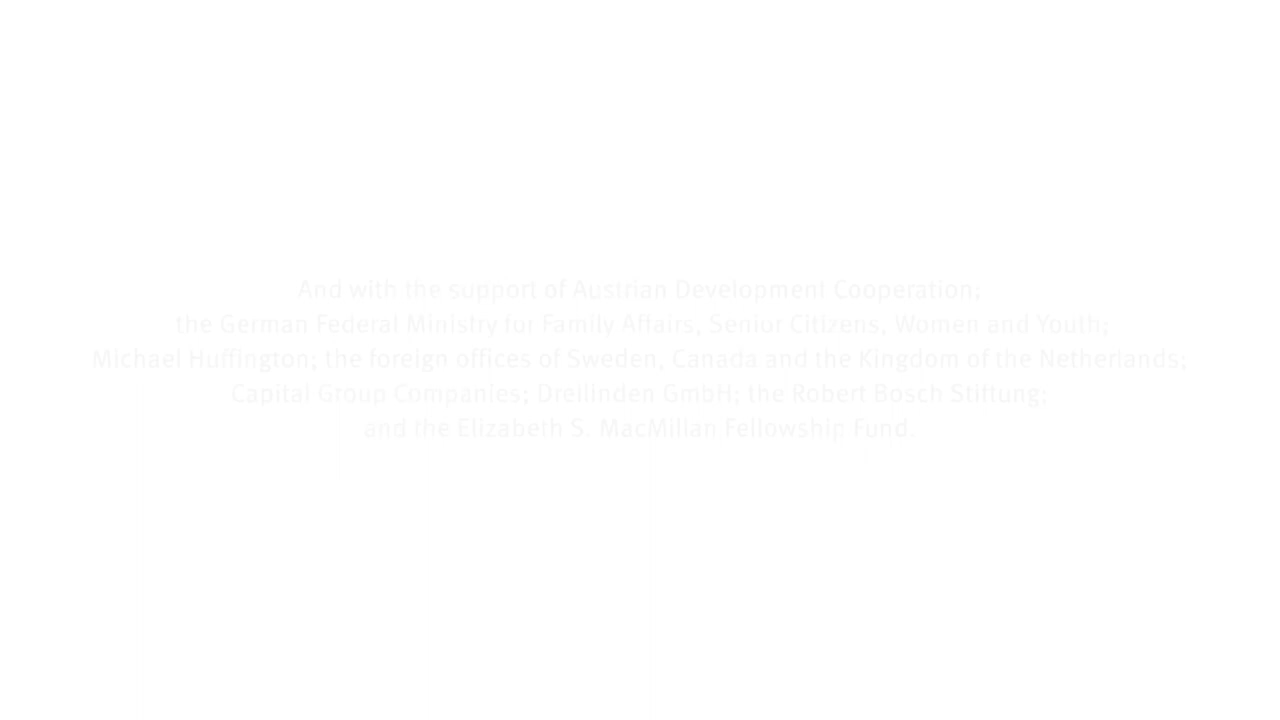 And with the support of Austrian Development Cooperation;
the German Federal Ministry for Family Affairs, Senior Citizens, Women and Youth;
Michael Huffington; the foreign offices of Sweden, Canada and the Kingdom of the Netherlands;
Capital Group Companies; Dreilinden GmbH; the Robert Bosch Stiftung;
and the Elizabeth S. MacMillan Fellowship Fund.